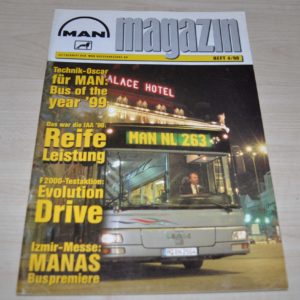 MAN
magazin
HEFT 4/98
Technik-Oscar
für MAN:
Bus of the
year '99
PALACE HOTEL
Das war die IAA '98:
Reife
Leistung
MAN NL 263
F2000-Testaktion:
Evolution
Drive
Izmir-Messe:
MANAS
Buspremiere